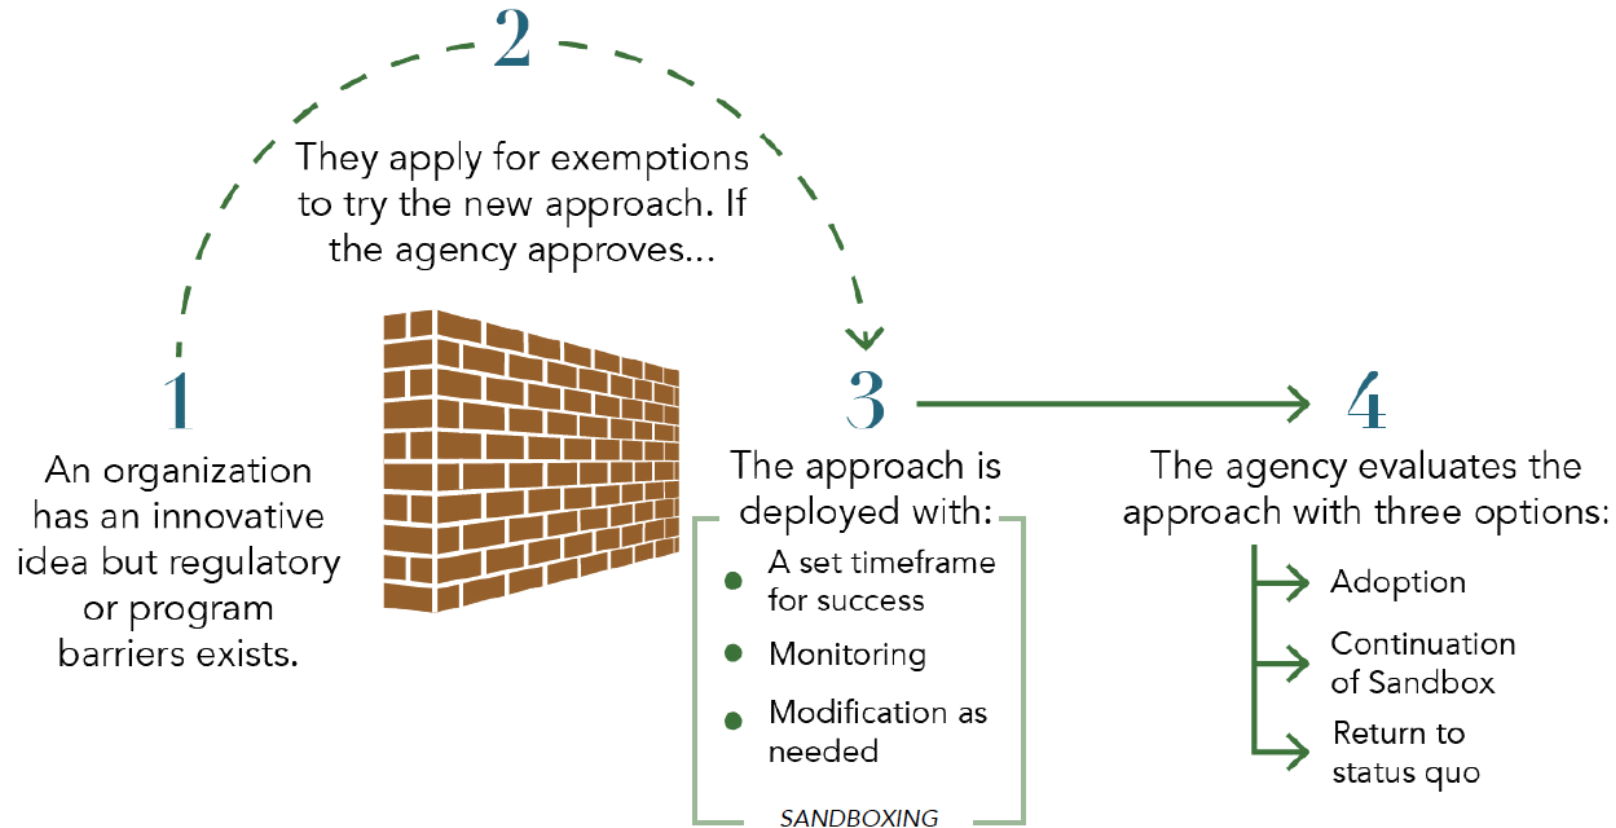 1
An organization
has an innovative
idea but regulatory
or program
barriers exists.
2
They apply for exemptions
to try the new approach. If
the agency approves...
3
The approach is
deployed with:
A set timeframe
for success
Monitoring
Modification as
needed
SANDBOXING
4
The agency evaluates the
approach with three options:
Adoption
Continuation
of Sandbox
Return to
status quo